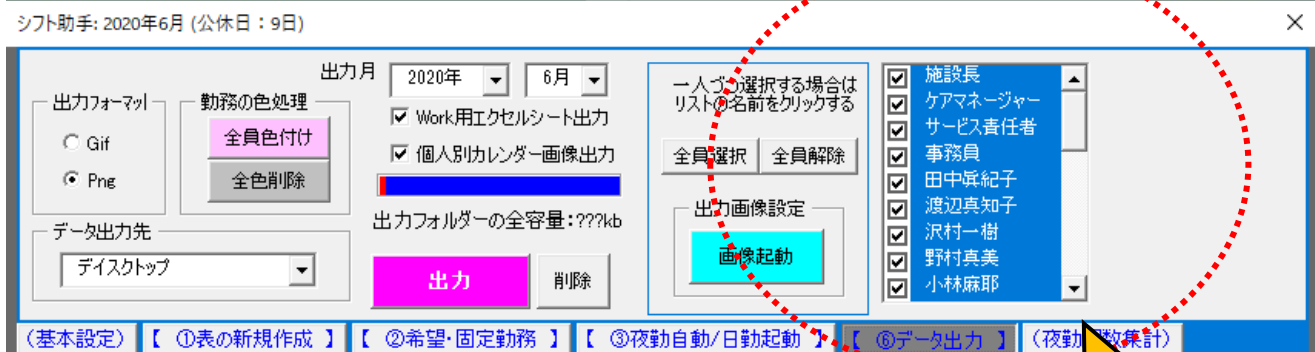 シフト助手: 2020年6月 (公休日：9日)
出力月
2020年
6月
出力フォーマット
Gif
Png
勤務の色処理
全員色付け
全色削除
Work用エクセルシート出力
個人別カレンダー画像出力
出力フォルダーの全容量:???kb
データ出力先
デイスクトップ
出力
削除
一人づつ選択する場合は
リストの名前をクリックする
全員選択
全員解除
出力画像設定
画像起動
施設長
ケアマネージャー
サービス責任者
事務員
田中眞紀子
渡辺真知子
沢村一樹
野村真美
小林麻耶
(基本設定)
【 ①表の新規作成 】
【 ②希望・固定勤務 】
【 ③夜勤自動/日勤起動 】
【 ⑥データ出力 】
(夜勤 数集計)